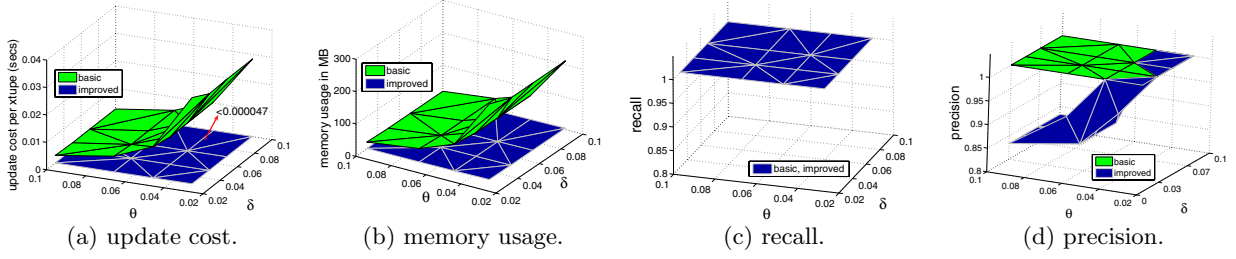 update cost per xtupe (secs)
0.04
0.03
0.02
0.01
0
basic
improved
<0.000047
0.1
0.08
0.06
0.04
0.02
θ
0.02
0.04
0.06
0.08
0.1
δ
(a) update cost.
memory usage in MB
300
200
100
0
basic
improved
0.1
0.08
0.06
0.04
0.02
θ
0.02
0.04
0.06
0.08
0.1
δ
(b) memory usage.
recall
1
0.95
0.9
0.85
0.8
basic, improved
0.1
0.08
0.06
0.04
0.02
θ
0.02
0.04
0.06
0.08
0.1
δ
(c) recall.
precision
1
0.95
0.9
0.85
0.8
basic
improved
0.1
0.08
0.06
0.04
0.02
θ
0
0.03
0.07
0.1
δ
(d) precision.